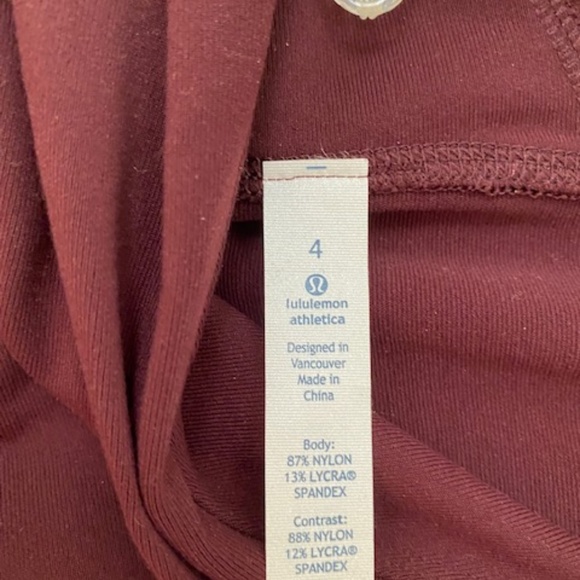 4
lululemon
athletica
Designed in
Vancouver
Made in
China
Body:
87% NYLON
13% LYCRA®
SPANDEX
Contrast:
88% NYLON
12% LYCRA®
SPANDEX